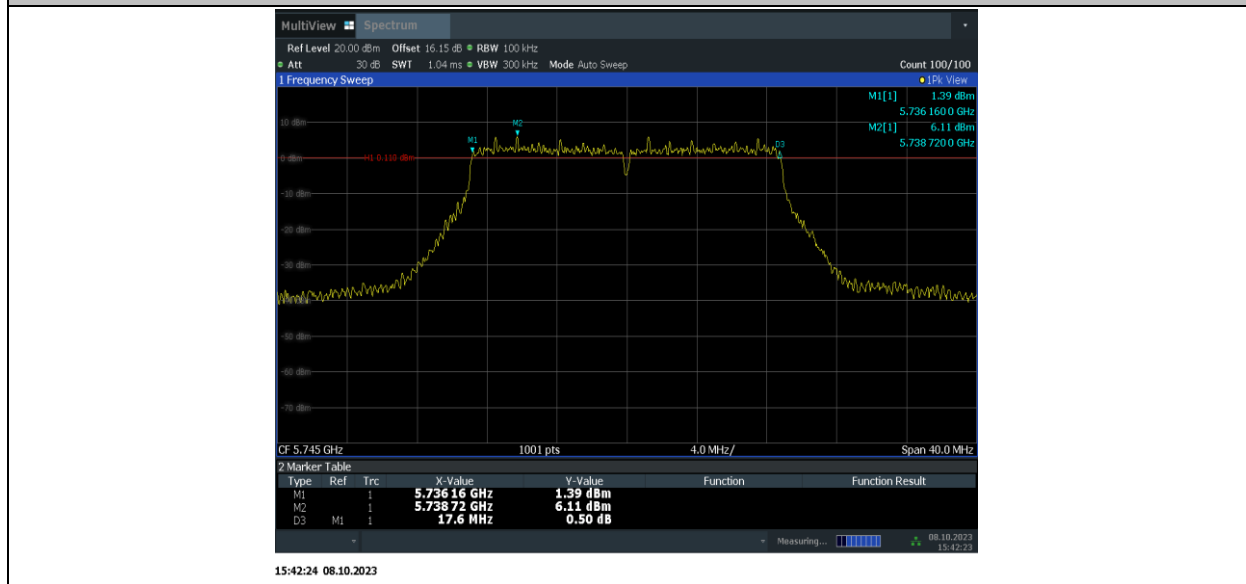 MultiView Spectrum
Ref Level 20.00 dBm Offset 16.15 dB RBW 100 kHz
Att 30 dB SWT 1.04 ms VBW 300 kHz Mode Auto Sweep Count 100/100
1 Frequency Sweep 1Pk View
M1[1] 1.39 dBm
5.736 160 0 GHz
M2[1] 6.11 dBm
5.738 720 0 GHz
10 dBm
M2
M1
D3
0 dBm H1 0.110 dBm
-10 dBm
-20 dBm
-30 dBm
-50 dBm
-60 dBm
-70 dBm
CF 5.745 GHz 1001 pts 4.0 MHz/ Span 40.0 MHz
2 Marker Table
Type Ref Trc X-Value Y-Value Function Function Result
M1 1 5.736 16 GHz 1.39 dBm
M2 1 5.738 72 GHz 6.11 dBm
D3 M1 1 17.6 MHz 0.50 dB
Measuring... 08.10.2023
15:42:23
15:42:24 08.10.2023